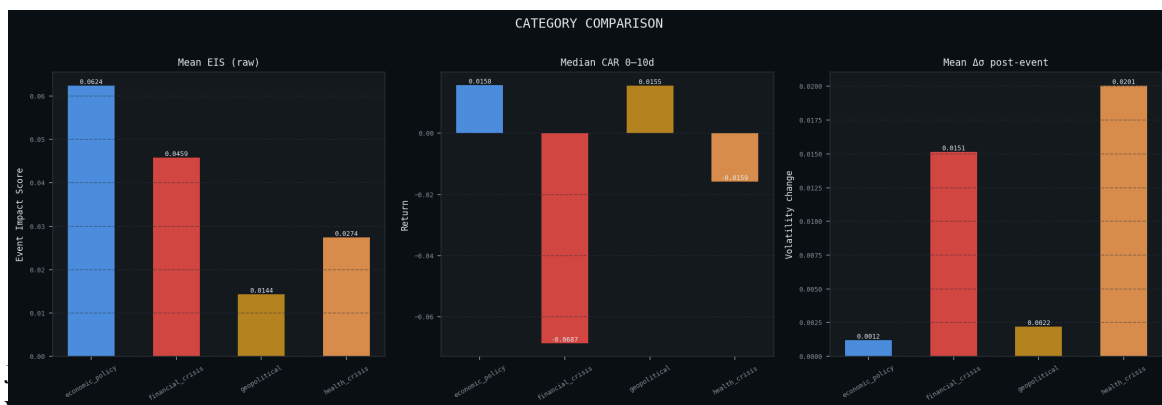 CATEGORY COMPARISON
Mean EIS (raw)
Event Impact Score
0.06
0.05
0.04
0.03
0.02
0.01
0.00
0.0624
0.0459
0.0144
0.0274
economic_policy
financial_crisis
geopolitical
health_crisis
Median CAR 0–10d
Return
0.00
−0.02
−0.04
−0.06
0.0158
-0.0687
0.0155
-0.0159
economic_policy
financial_crisis
geopolitical
health_crisis
Mean Δσ post-event
Volatility change
0.0200
0.0175
0.0150
0.0125
0.0100
0.0075
0.0050
0.0025
0.0000
0.0012
0.0151
0.0022
0.0201
economic_policy
financial_crisis
geopolitical
health_crisis